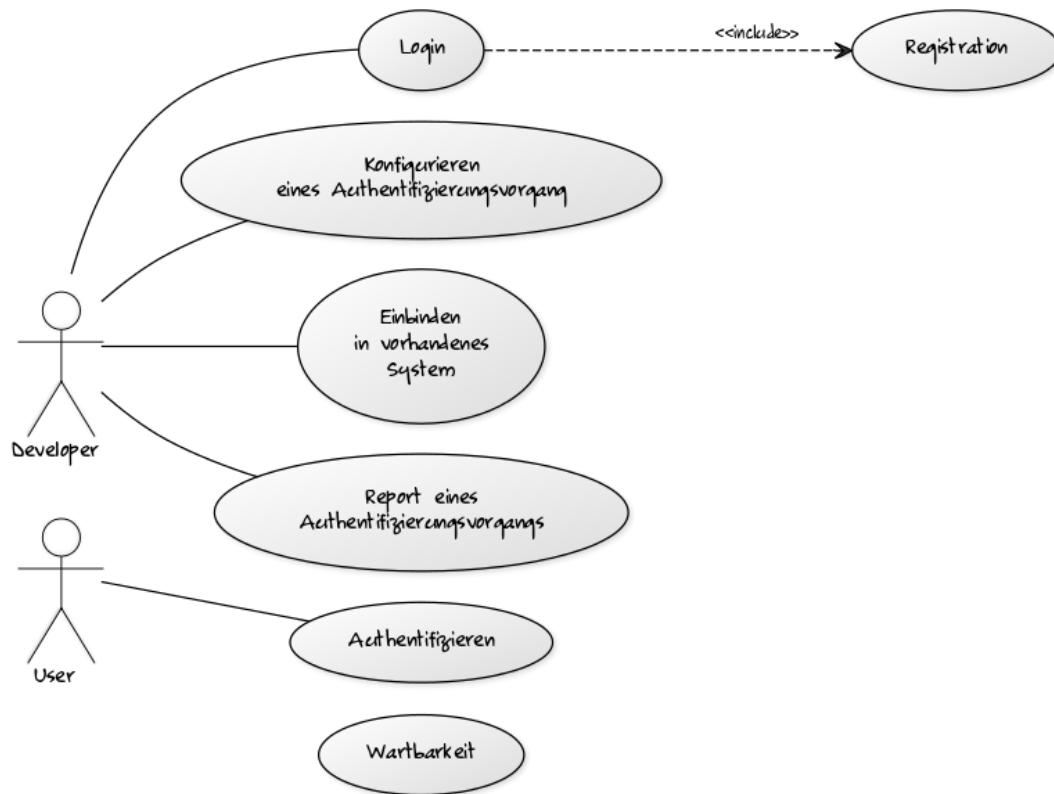 Login
<<include>>
Registration
Konfigurieren
eines Authentifizierungsvorgang
Einbinden
in vorhandenes
System
Developer
Report eines
Authentifizierungsvorgangs
Authentifizieren
User
Wartbarkeit